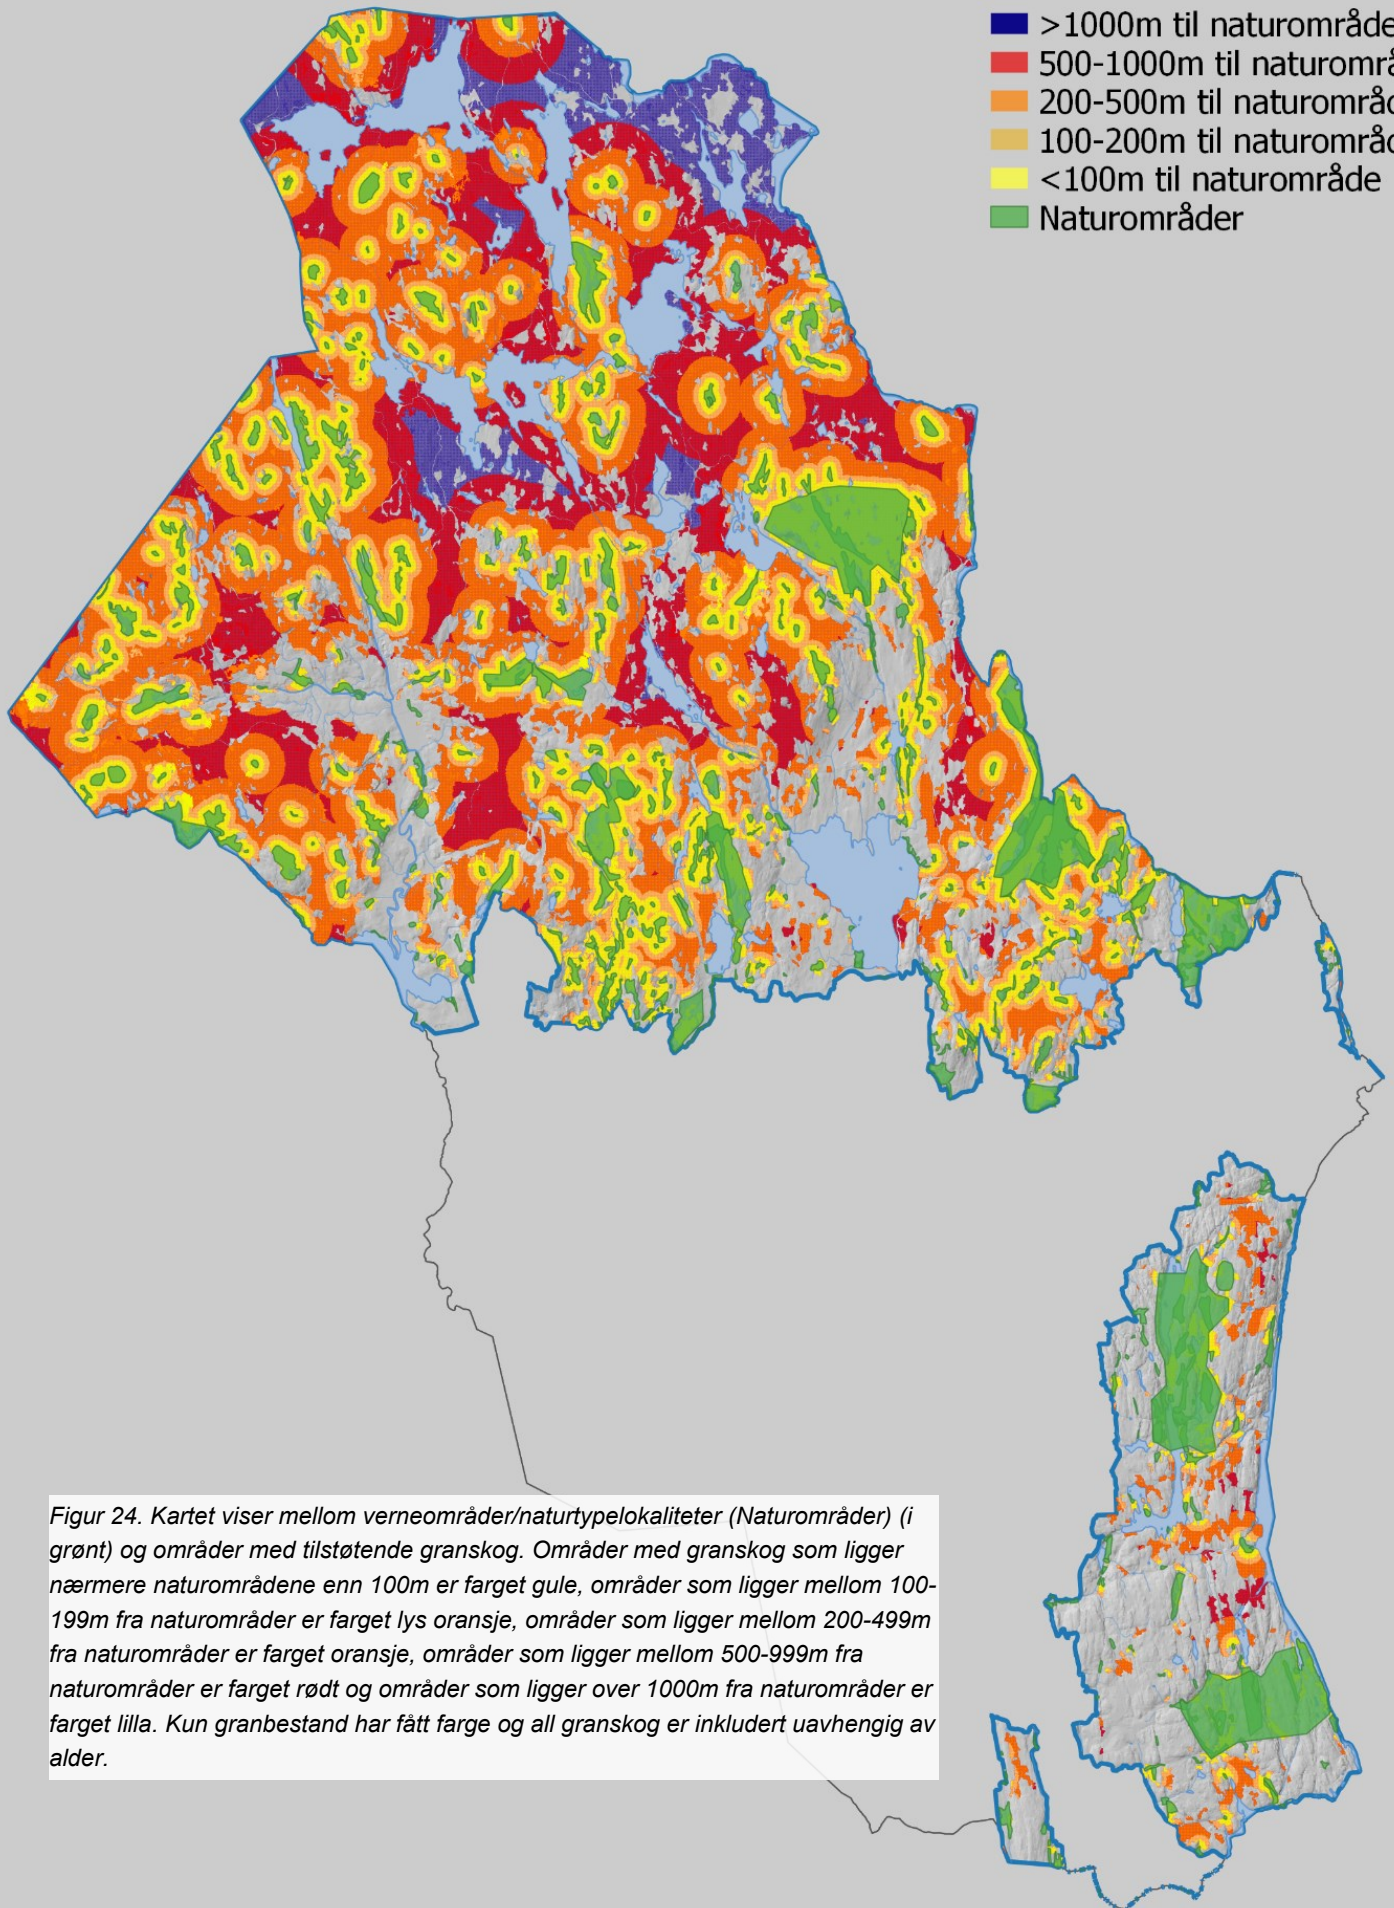 >1000m til naturområde
500-1000m til naturområ
200-500m til naturområd
100-200m til naturområd
<100m til naturområde
Naturområder
Figur 24. Kartet viser mellom verneområder/naturtypelokaliteter (Naturområder) (i
grønt) og områder med tilstøtende granskog. Områder med granskog som ligger
nærmere naturområdene enn 100m er farget gule, områder som ligger mellom 100-
199m fra naturområder er farget lys oransje, områder som ligger mellom 200-499m
fra naturområder er farget oransje, områder som ligger mellom 500-999m fra
naturområder er farget rødt og områder som ligger over 1000m fra naturområder er
farget lilla. Kun granbestand har fått farge og all granskog er inkludert uavhengig av
alder.